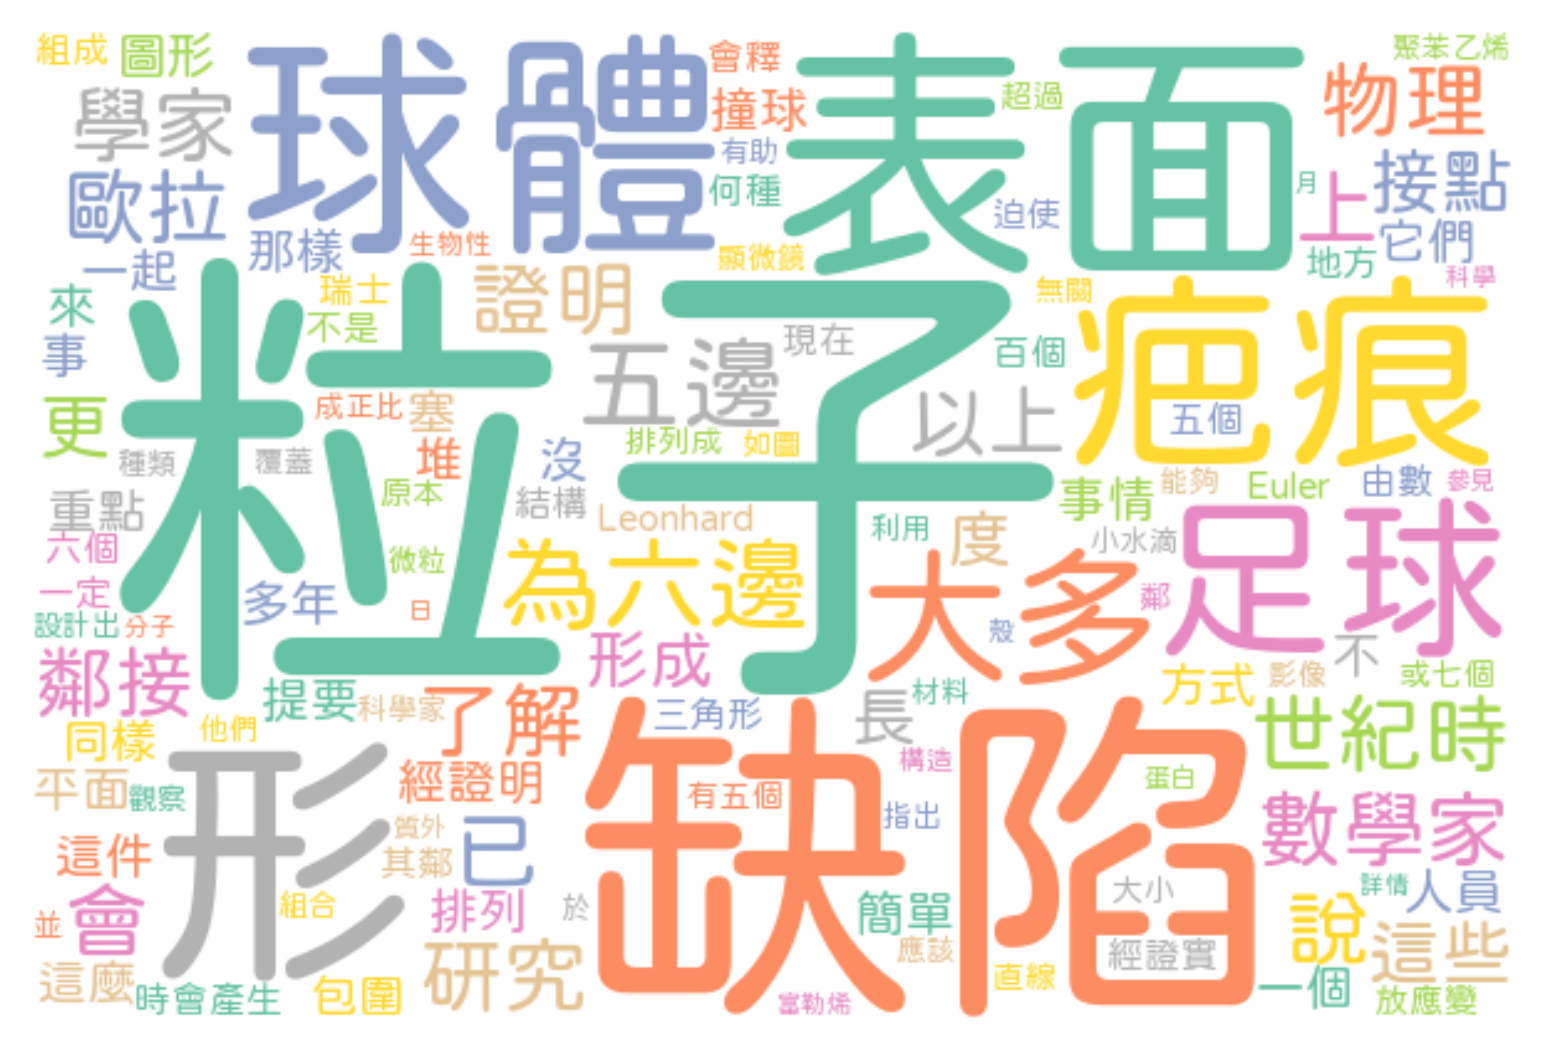 組成
圖形
球體
會釋
表面
聚苯乙烯
學家
撞球
超過
物理
歐拉
有助
何種
迫使
月
上
接點
它們
那樣
生物性
顯微鏡
地方
一起
科學
瑞士
證明
無關
來
不是
粒子
現在
百個
疤痕
事
五邊
以上
五個
更
成正比
塞
堆
排列成
如圖
種類
覆蓋
沒
原本
結構
Leonhard
事情
能夠
Euler
由數
參見
重點
利用
度
小水滴
足球
六個
微粒
為六邊
大多
一定
多年
日
鄰
殼
設計出
分子
形成
不
鄰接
提要
科學家
了解
三角形
長
材料
方式
影像
或七個
同樣
他們
缺陷
世紀時
平面
觀察
形
經證明
有五個
構造
蛋白
指出
數學家
質外
這件
其鄰
已
大小
詳情
人員
會
組合
排列
於
簡單
說
並
應該
經證實
這些
這麼
時會產生
包圍
研究
富勒烯
直線
一個
放應變